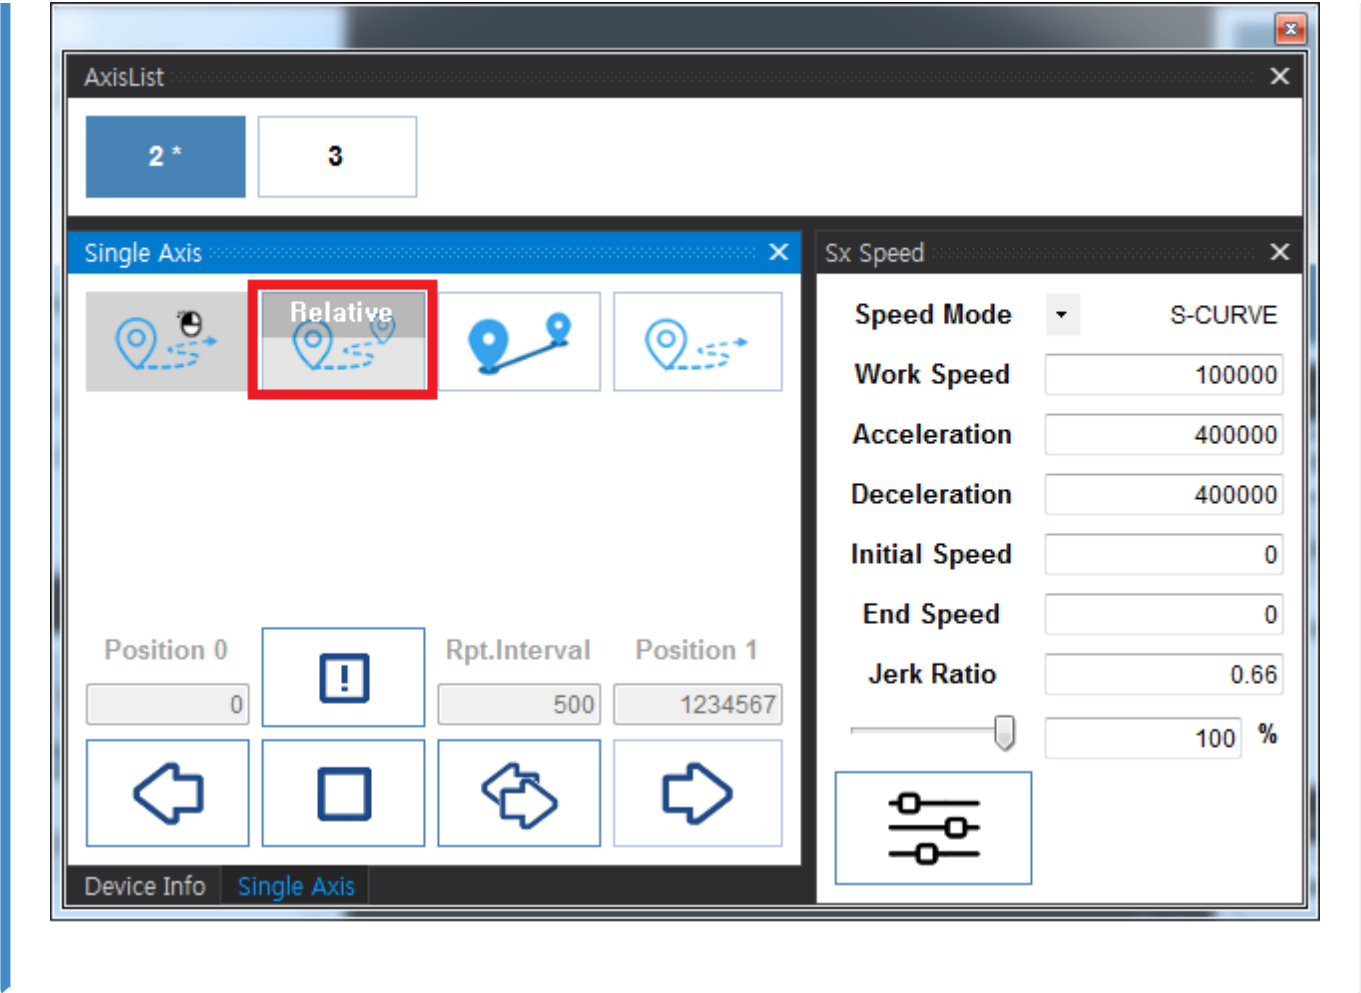 AxisList
2 *
3
Single Axis
Relative
Position 0
Rpt.Interval
Position 1
0
500
1234567
Device Info
Single Axis
Sx Speed
Speed Mode
S-CURVE
Work Speed
100000
Acceleration
400000
Deceleration
400000
Initial Speed
0
End Speed
0
Jerk Ratio
0.66
100 %